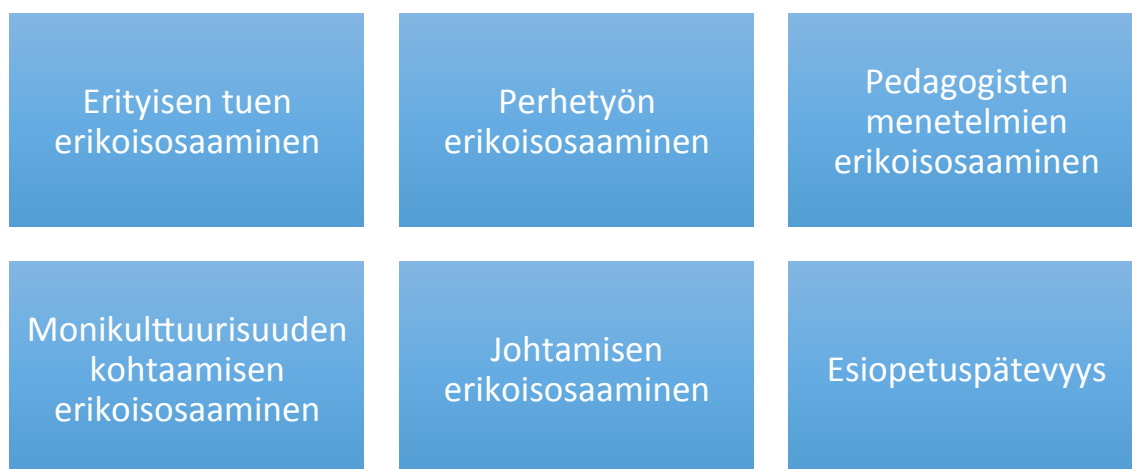 Erityisen tuen
erikoisosaaminen
Perhetyön
erikoisosaaminen
Pedagogisten
menetelmien
erikoisosaaminen
Monikulttuurisuuden
kohtaamisen
erikoisosaaminen
Johtamisen
erikoisosaaminen
Esiopetuspätevyys